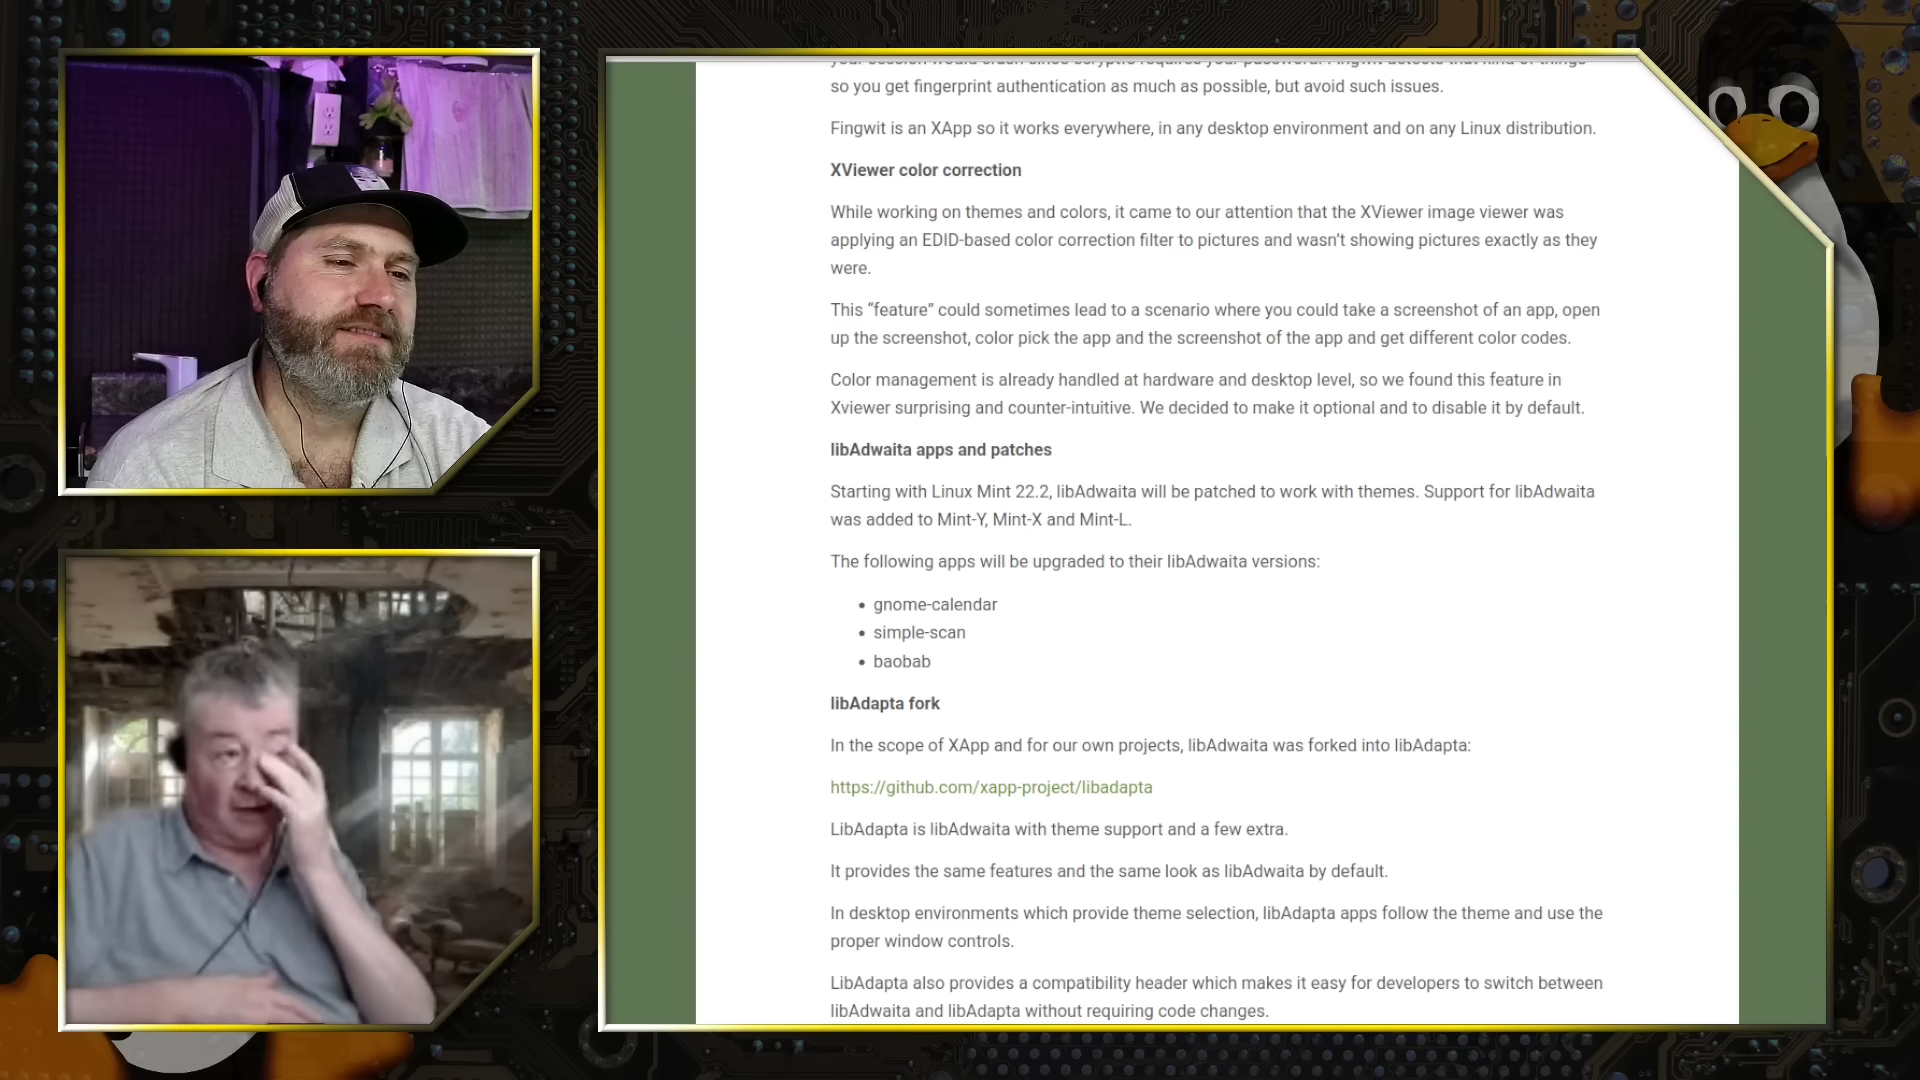 so you get fingerprint authentication as much as possible, but avoid such issues.
Fingwit is an XApp so it works everywhere, in any desktop environment and on any Linux distribution.
XViewer color correction
While working on themes and colors, it came to our attention that the XViewer image viewer was
applying an EDID-based color correction filter to pictures and wasn’t showing pictures exactly as they
were.
This “feature” could sometimes lead to a scenario where you could take a screenshot of an app, open
up the screenshot, color pick the app and the screenshot of the app and get different color codes.
Color management is already handled at hardware and desktop level, so we found this feature in
Xviewer surprising and counter-intuitive. We decided to make it optional and to disable it by default.
libAdwaita apps and patches
Starting with Linux Mint 22.2, libAdwaita will be patched to work with themes. Support for libAdwaita
was added to Mint-Y, Mint-X and Mint-L.
The following apps will be upgraded to their libAdwaita versions:
• gnome-calendar
• simple-scan
• baobab
libAdapta fork
In the scope of XApp and for our own projects, libAdwaita was forked into libAdapta:
https://github.com/xapp-project/libadapta
LibAdapta is libAdwaita with theme support and a few extra.
It provides the same features and the same look as libAdwaita by default.
In desktop environments which provide theme selection, libAdapta apps follow the theme and use the
proper window controls.
LibAdapta also provides a compatibility header which makes it easy for developers to switch between
libAdwaita and libAdapta without requiring code changes.